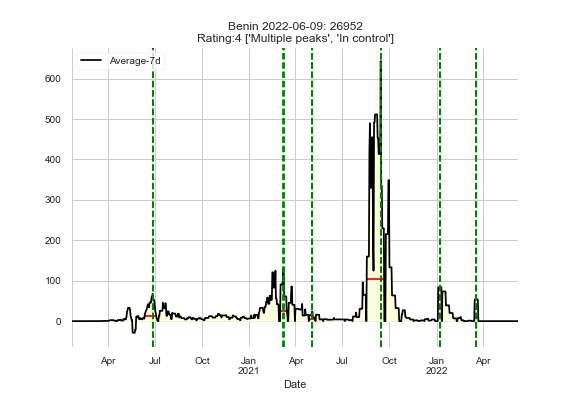 Benin 2022-06-09: 26952
Rating:4 ['Multiple peaks', 'In control']
Average-7d
600
500
400
300
200
100
0
Apr Jul Oct Jan Apr Jul Oct Jan Apr
2021 2022
Date